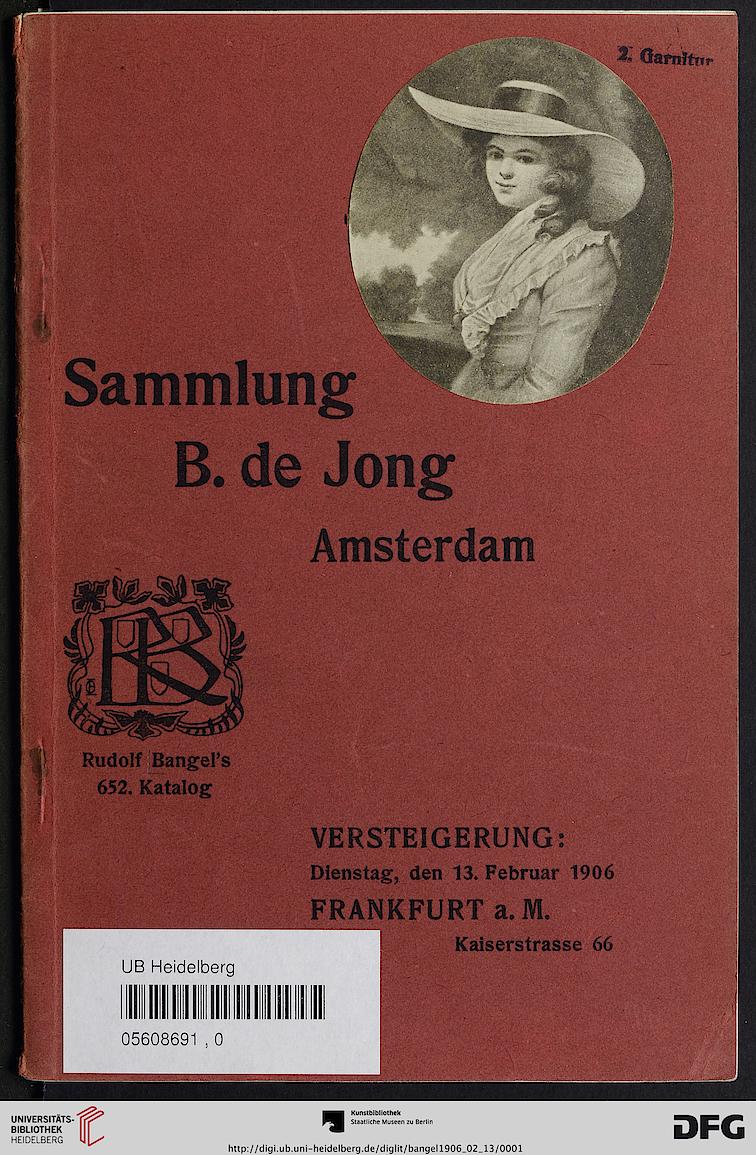 2. Garnitur
Sammlung
B. de Jong
Amsterdam
RB
Rudolf Bangel's
652. Katalog
VERSTEIGERUNG:
Dienstag, den 13. Februar 1906
FRANKFURT a. M.
Kaiserstrasse 66
UB Heidelberg
05608691 , 0
UNIVERSITÄTS-
BIBLIOTHEK
HEIDELBERG
Kunstbibliothek
Staatliche Museen zu Berlin
DFG
http://digi.ub.uni-heidelberg.de/diglit/bangel1906_02_13/0001